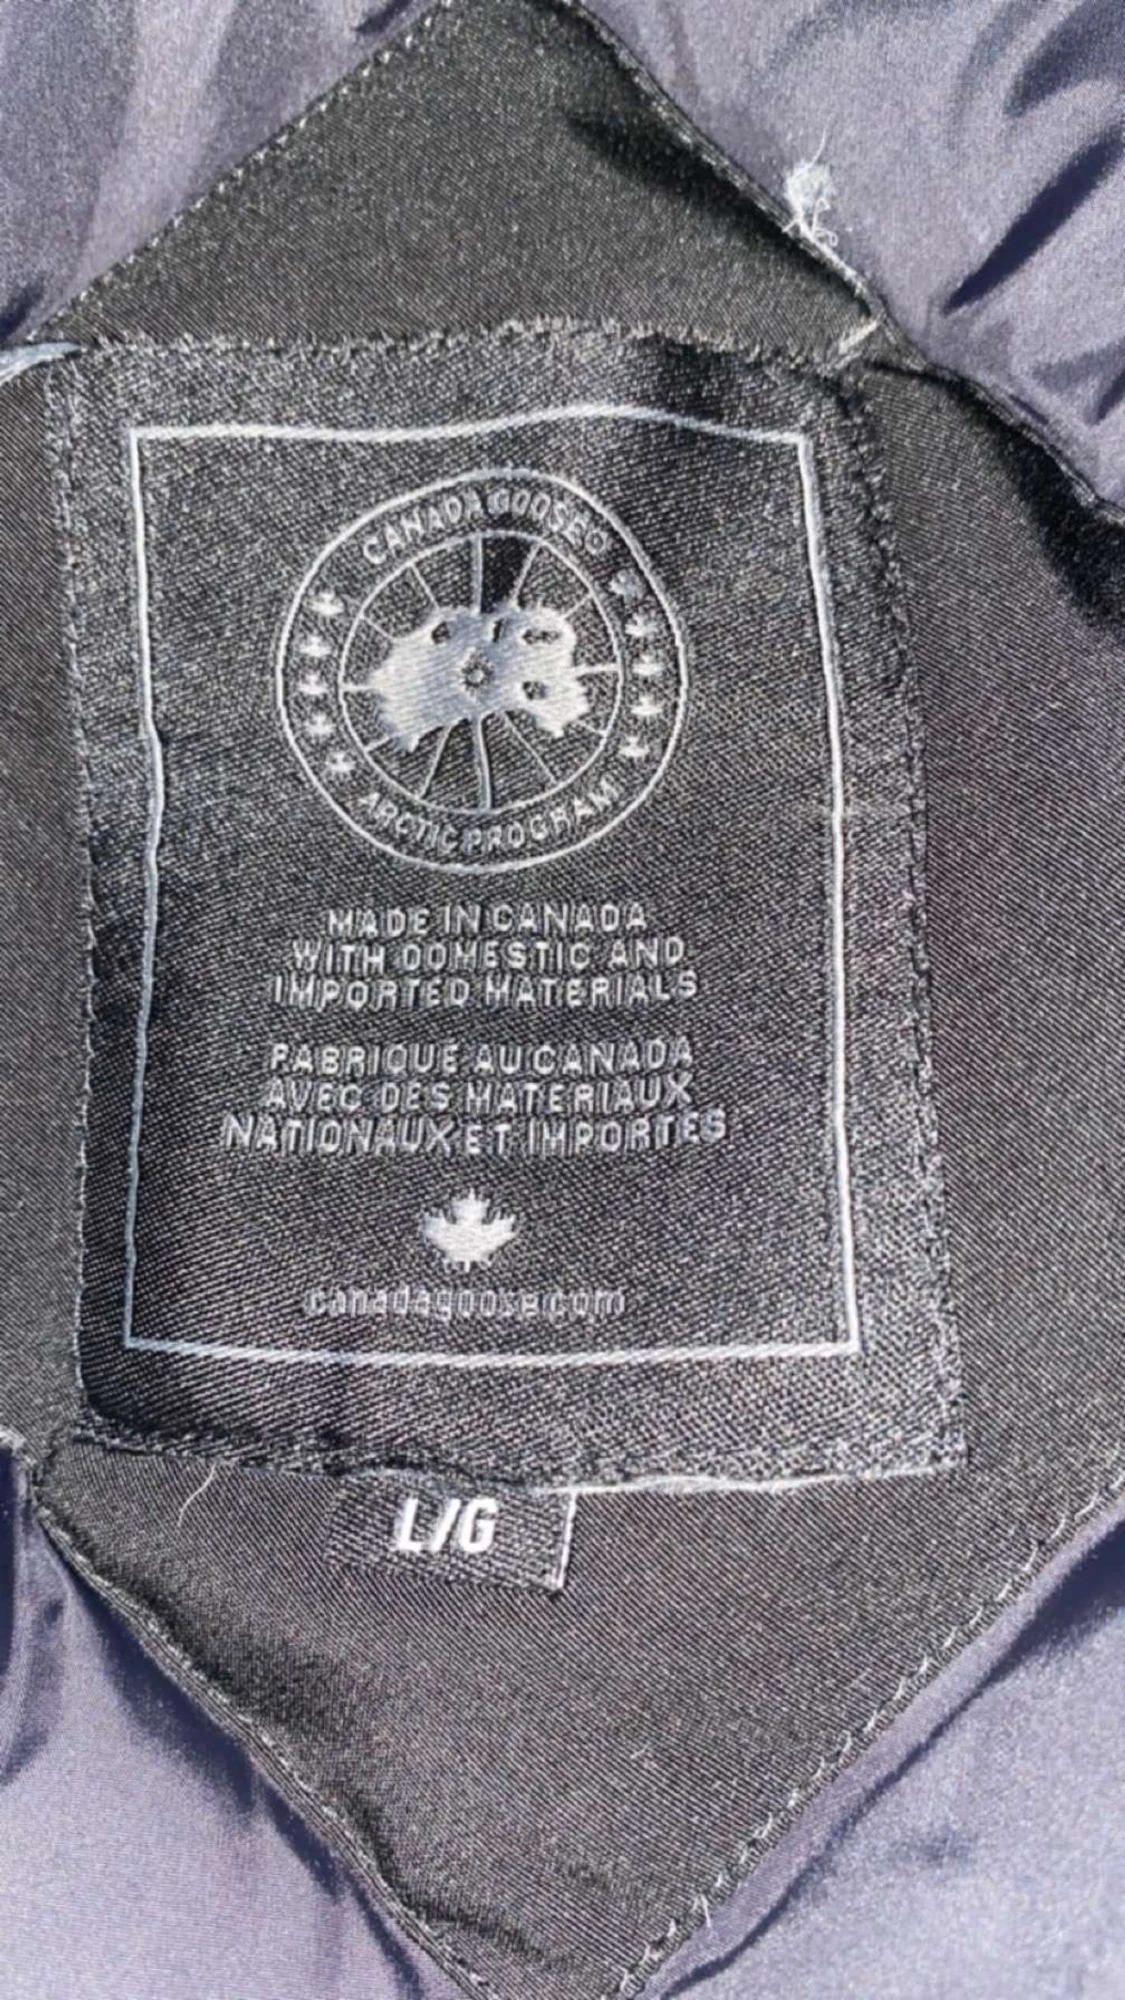 CANADA GOOSE®
ARCTIC PROGRAM
MADE IN CANADA
WITH DOMESTIC AND
IMPORTED MATERIALS
FABRIQUE AU CANADA
AVEC DES MATERIAUX
NATIONAUX ET IMPORTES
canadagoose.com
L/G